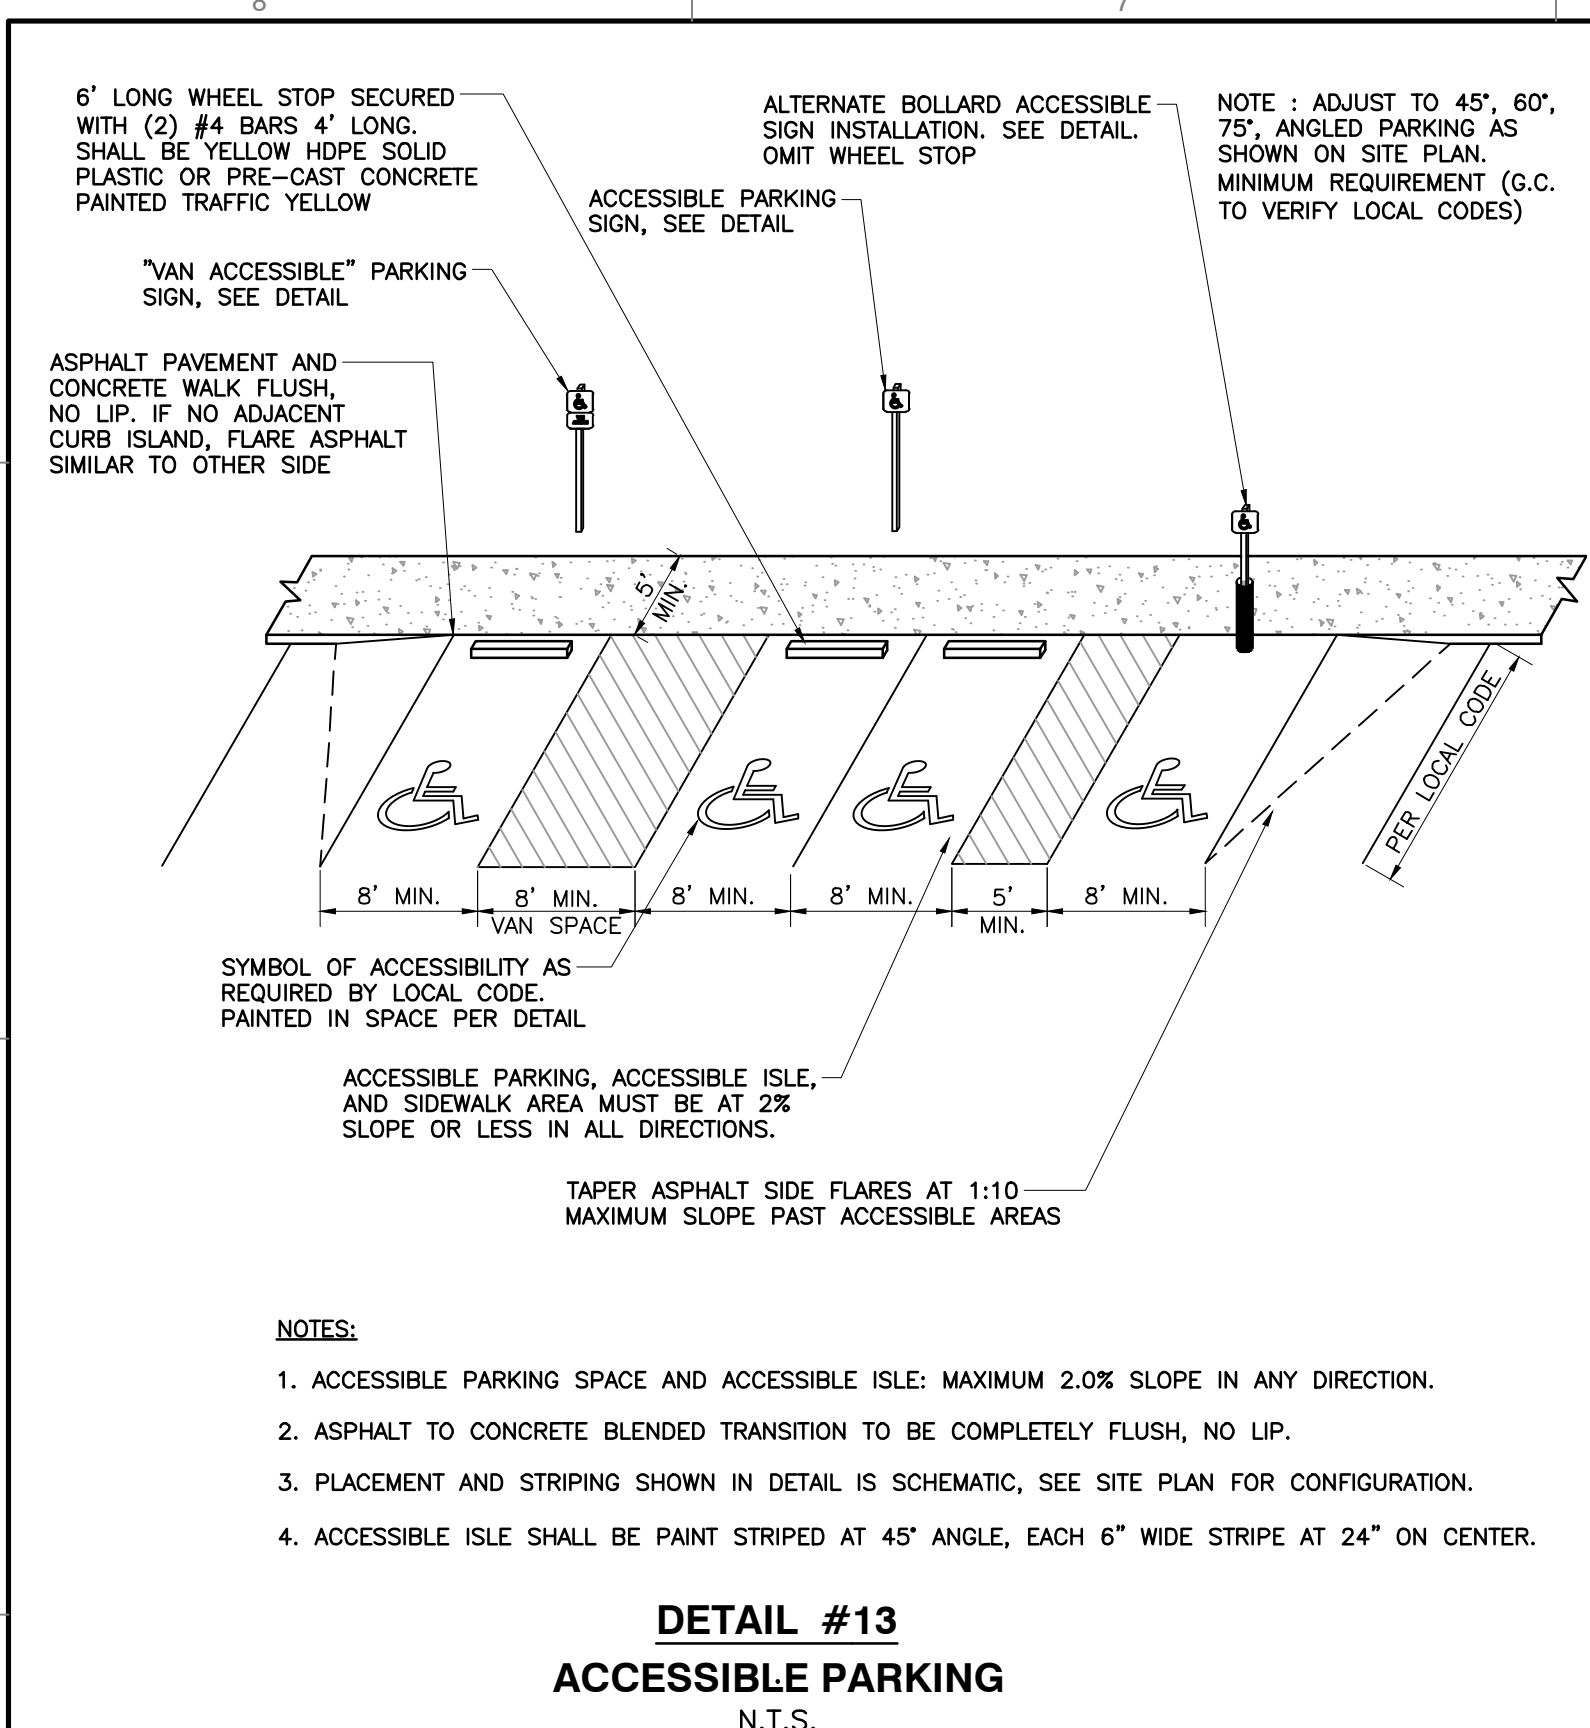 8 7
6' LONG WHEEL STOP SECURED
WITH (2) #4 BARS 4' LONG.
SHALL BE YELLOW HDPE SOLID
PLASTIC OR PRE-CAST CONCRETE
PAINTED TRAFFIC YELLOW
ALTERNATE BOLLARD ACCESSIBLE
SIGN INSTALLATION. SEE DETAIL.
OMIT WHEEL STOP
NOTE : ADJUST TO 45°, 60°,
75°, ANGLED PARKING AS
SHOWN ON SITE PLAN.
MINIMUM REQUIREMENT (G.C.
TO VERIFY LOCAL CODES)
ACCESSIBLE PARKING
SIGN, SEE DETAIL
"VAN ACCESSIBLE" PARKING
SIGN, SEE DETAIL
ASPHALT PAVEMENT AND
CONCRETE WALK FLUSH,
NO LIP. IF NO ADJACENT
CURB ISLAND, FLARE ASPHALT
SIMILAR TO OTHER SIDE
5'
MIN.
PER LOCAL CODE
8' MIN.
8' MIN.
VAN SPACE
8' MIN.
8' MIN.
5'
MIN.
8' MIN.
SYMBOL OF ACCESSIBILITY AS
REQUIRED BY LOCAL CODE.
PAINTED IN SPACE PER DETAIL
ACCESSIBLE PARKING, ACCESSIBLE ISLE,
AND SIDEWALK AREA MUST BE AT 2%
SLOPE OR LESS IN ALL DIRECTIONS.
TAPER ASPHALT SIDE FLARES AT 1:10
MAXIMUM SLOPE PAST ACCESSIBLE AREAS
NOTES:
1. ACCESSIBLE PARKING SPACE AND ACCESSIBLE ISLE: MAXIMUM 2.0% SLOPE IN ANY DIRECTION.
2. ASPHALT TO CONCRETE BLENDED TRANSITION TO BE COMPLETELY FLUSH, NO LIP.
3. PLACEMENT AND STRIPING SHOWN IN DETAIL IS SCHEMATIC, SEE SITE PLAN FOR CONFIGURATION.
4. ACCESSIBLE ISLE SHALL BE PAINT STRIPED AT 45° ANGLE, EACH 6" WIDE STRIPE AT 24" ON CENTER.
DETAIL #13
ACCESSIBLE PARKING
N.T.S.